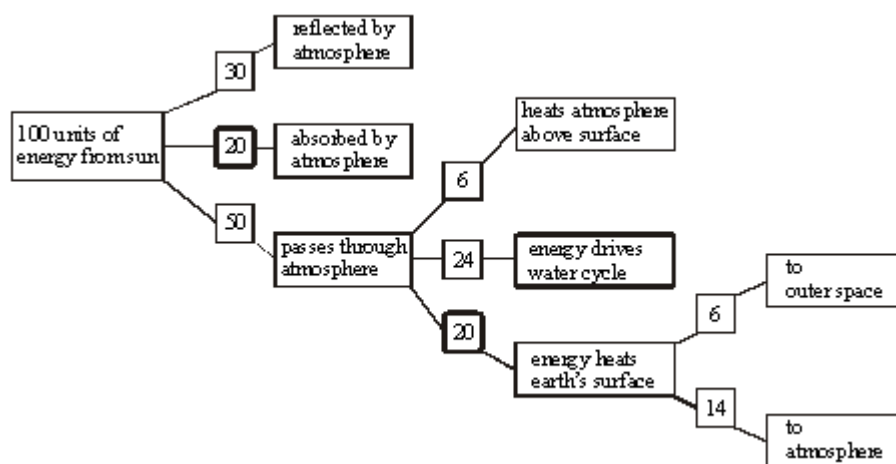 reflected by
atmosphere
30
100 units of
energy from sun
20
absorbed by
atmosphere
50
passes through
atmosphere
6
heats atmosphere
above surface
24
energy drives
water cycle
20
energy heats
earth's surface
6
to
outer space
14
to
atmosphere